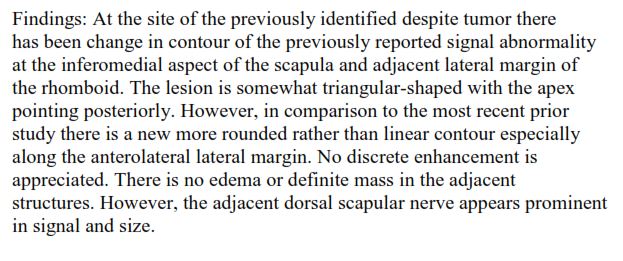 Findings: At the site of the previously identified despite tumor there
has been change in contour of the previously reported signal abnormality
at the inferomedial aspect of the scapula and adjacent lateral margin of
the rhomboid. The lesion is somewhat triangular-shaped with the apex
pointing posteriorly. However, in comparison to the most recent prior
study there is a new more rounded rather than linear contour especially
along the anterolateral lateral margin. No discrete enhancement is
appreciated. There is no edema or definite mass in the adjacent
structures. However, the adjacent dorsal scapular nerve appears prominent
in signal and size.